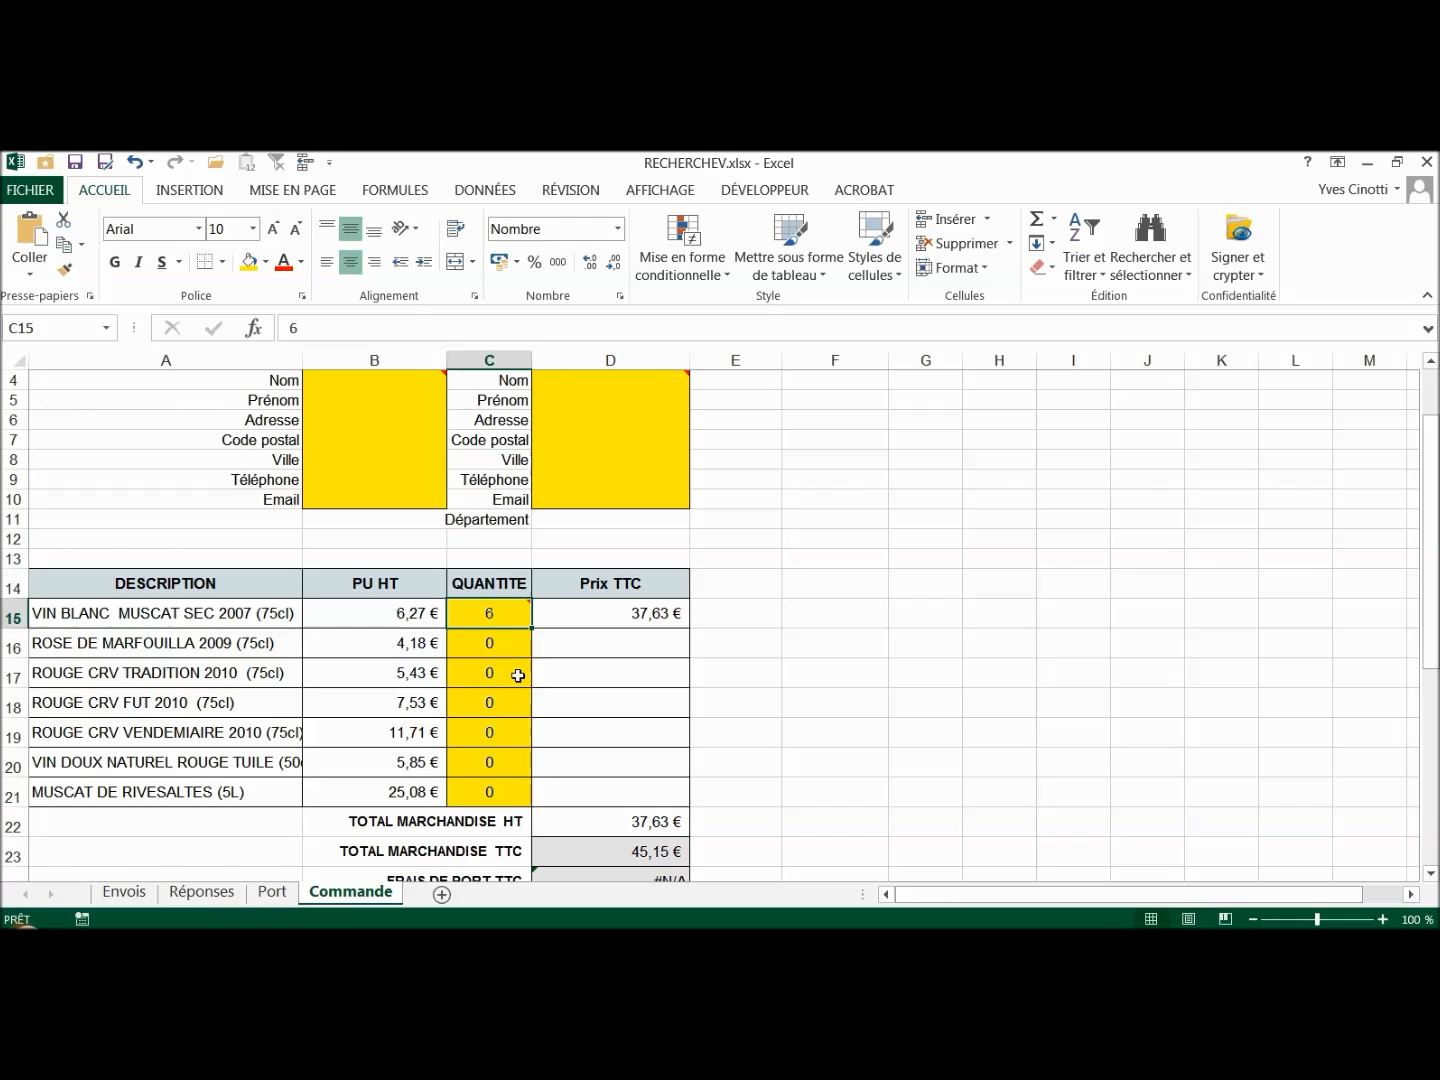 RECHERCHEV.xlsx - Excel
FICHIER ACCUEIL INSERTION MISE EN PAGE FORMULES DONNÉES RÉVISION AFFICHAGE DÉVELOPPEUR ACROBAT Yves Cinotti
Arial 10 Nombre
Coller
G I S % 000
Mise en forme conditionnelle
Mettre sous forme de tableau
Styles de cellules
Insérer
Supprimer
Format
Trier et filtrer
Rechercher et sélectionner
Signer et crypter
Presse-papiers Police Alignement Nombre Style Cellules Édition Confidentialité
C15 fx 6
A B C D E F G H I J K L M
4 Nom Nom
5 Prénom Prénom
6 Adresse Adresse
7 Code postal Code postal
8 Ville Ville
9 Téléphone Téléphone
10 Email Email
11 Département
12
13
14 DESCRIPTION PU HT QUANTITE Prix TTC
15 VIN BLANC MUSCAT SEC 2007 (75cl) 6,27 € 6 37,63 €
16 ROSE DE MARFOUILLA 2009 (75cl) 4,18 € 0
17 ROUGE CRV TRADITION 2010 (75cl) 5,43 € 0
18 ROUGE CRV FUT 2010 (75cl) 7,53 € 0
19 ROUGE CRV VENDEMIAIRE 2010 (75cl) 11,71 € 0
20 VIN DOUX NATUREL ROUGE TUILE (50 5,85 € 0
21 MUSCAT DE RIVESALTES (5L) 25,08 € 0
22 TOTAL MARCHANDISE HT 37,63 €
23 TOTAL MARCHANDISE TTC 45,15 €
FRAIS DE PORT TTC #N/A
Envois Réponses Port Commande
PRÊT 100 %